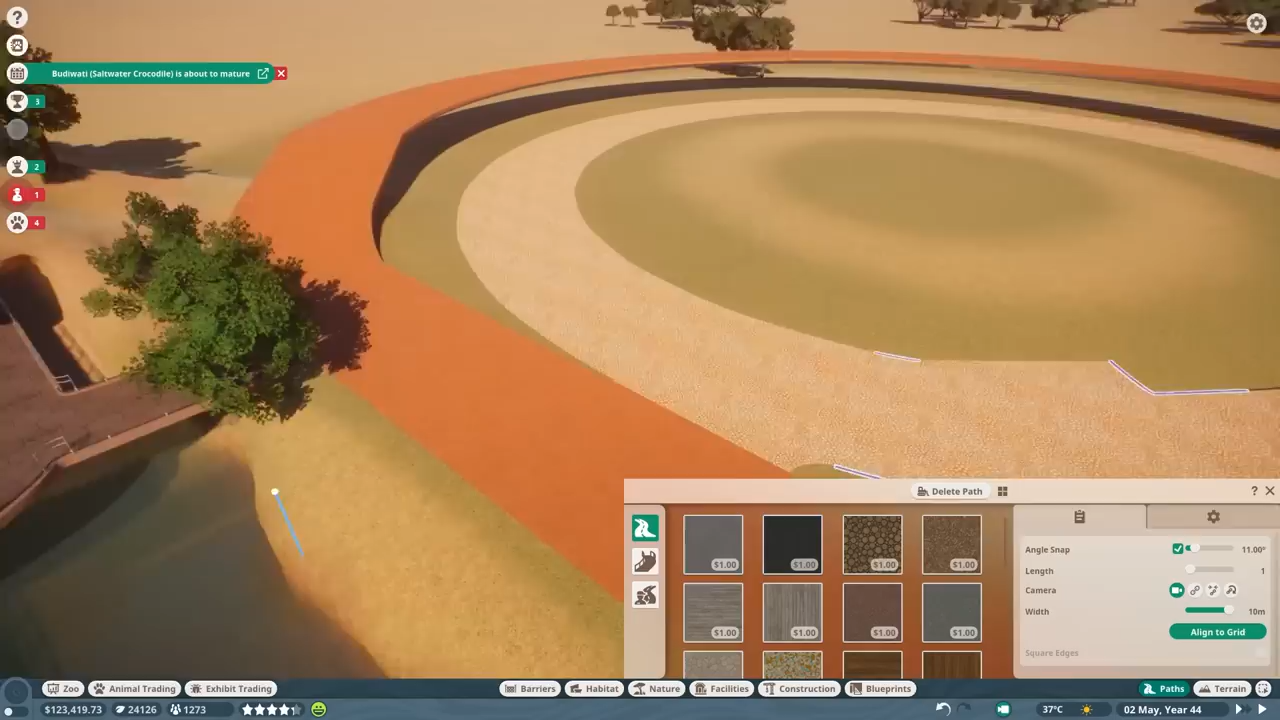 ?
Budiwati (Saltwater Crocodile) is about to mature
3
2
1
4
Delete Path
?
$1.00
$1.00
$1.00
$1.00
$1.00
$1.00
$1.00
$1.00
Angle Snap
11.00°
Length
1
Camera
Width
10m
Align to Grid
Square Edges
Zoo
Animal Trading
Exhibit Trading
Barriers
Habitat
Nature
Facilities
Construction
Blueprints
Paths
Terrain
$123,419.73
24126
1273
37°C
02 May, Year 44